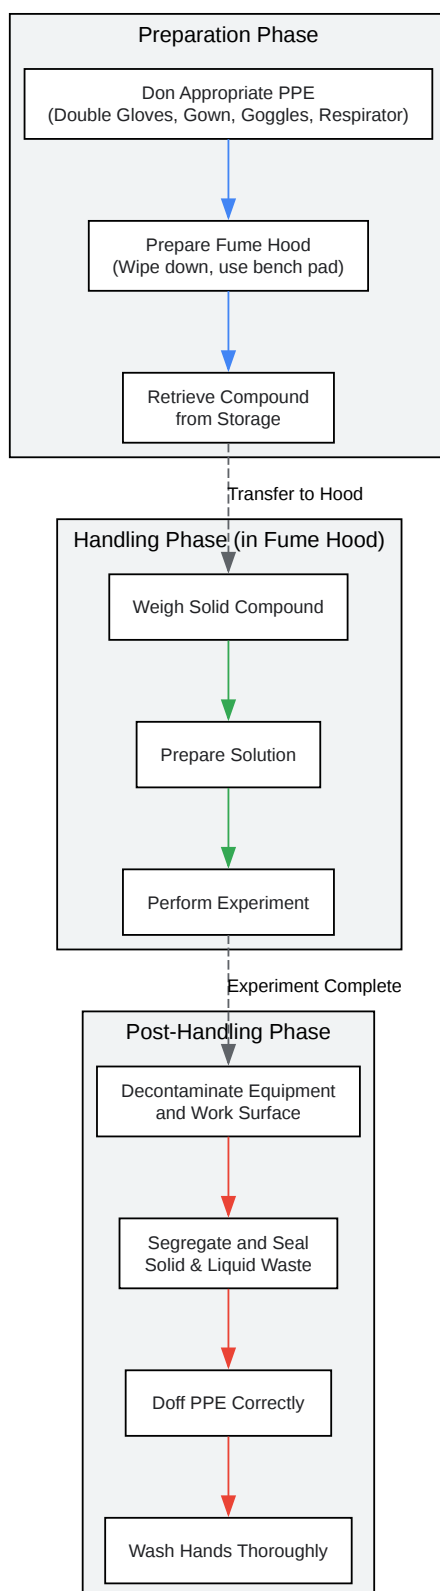 Preparation Phase
Don Appropriate PPE
(Double Gloves, Gown, Goggles, Respirator)
Prepare Fume Hood
(Wipe down, use bench pad)
Retrieve Compound
from Storage
Transfer to Hood
Handling Phase (in Fume Hood)
Weigh Solid Compound
Prepare Solution
Perform Experiment
Experiment Complete
Post-Handling Phase
Decontaminate Equipment
and Work Surface
Segregate and Seal
Solid & Liquid Waste
Doff PPE Correctly
Wash Hands Thoroughly